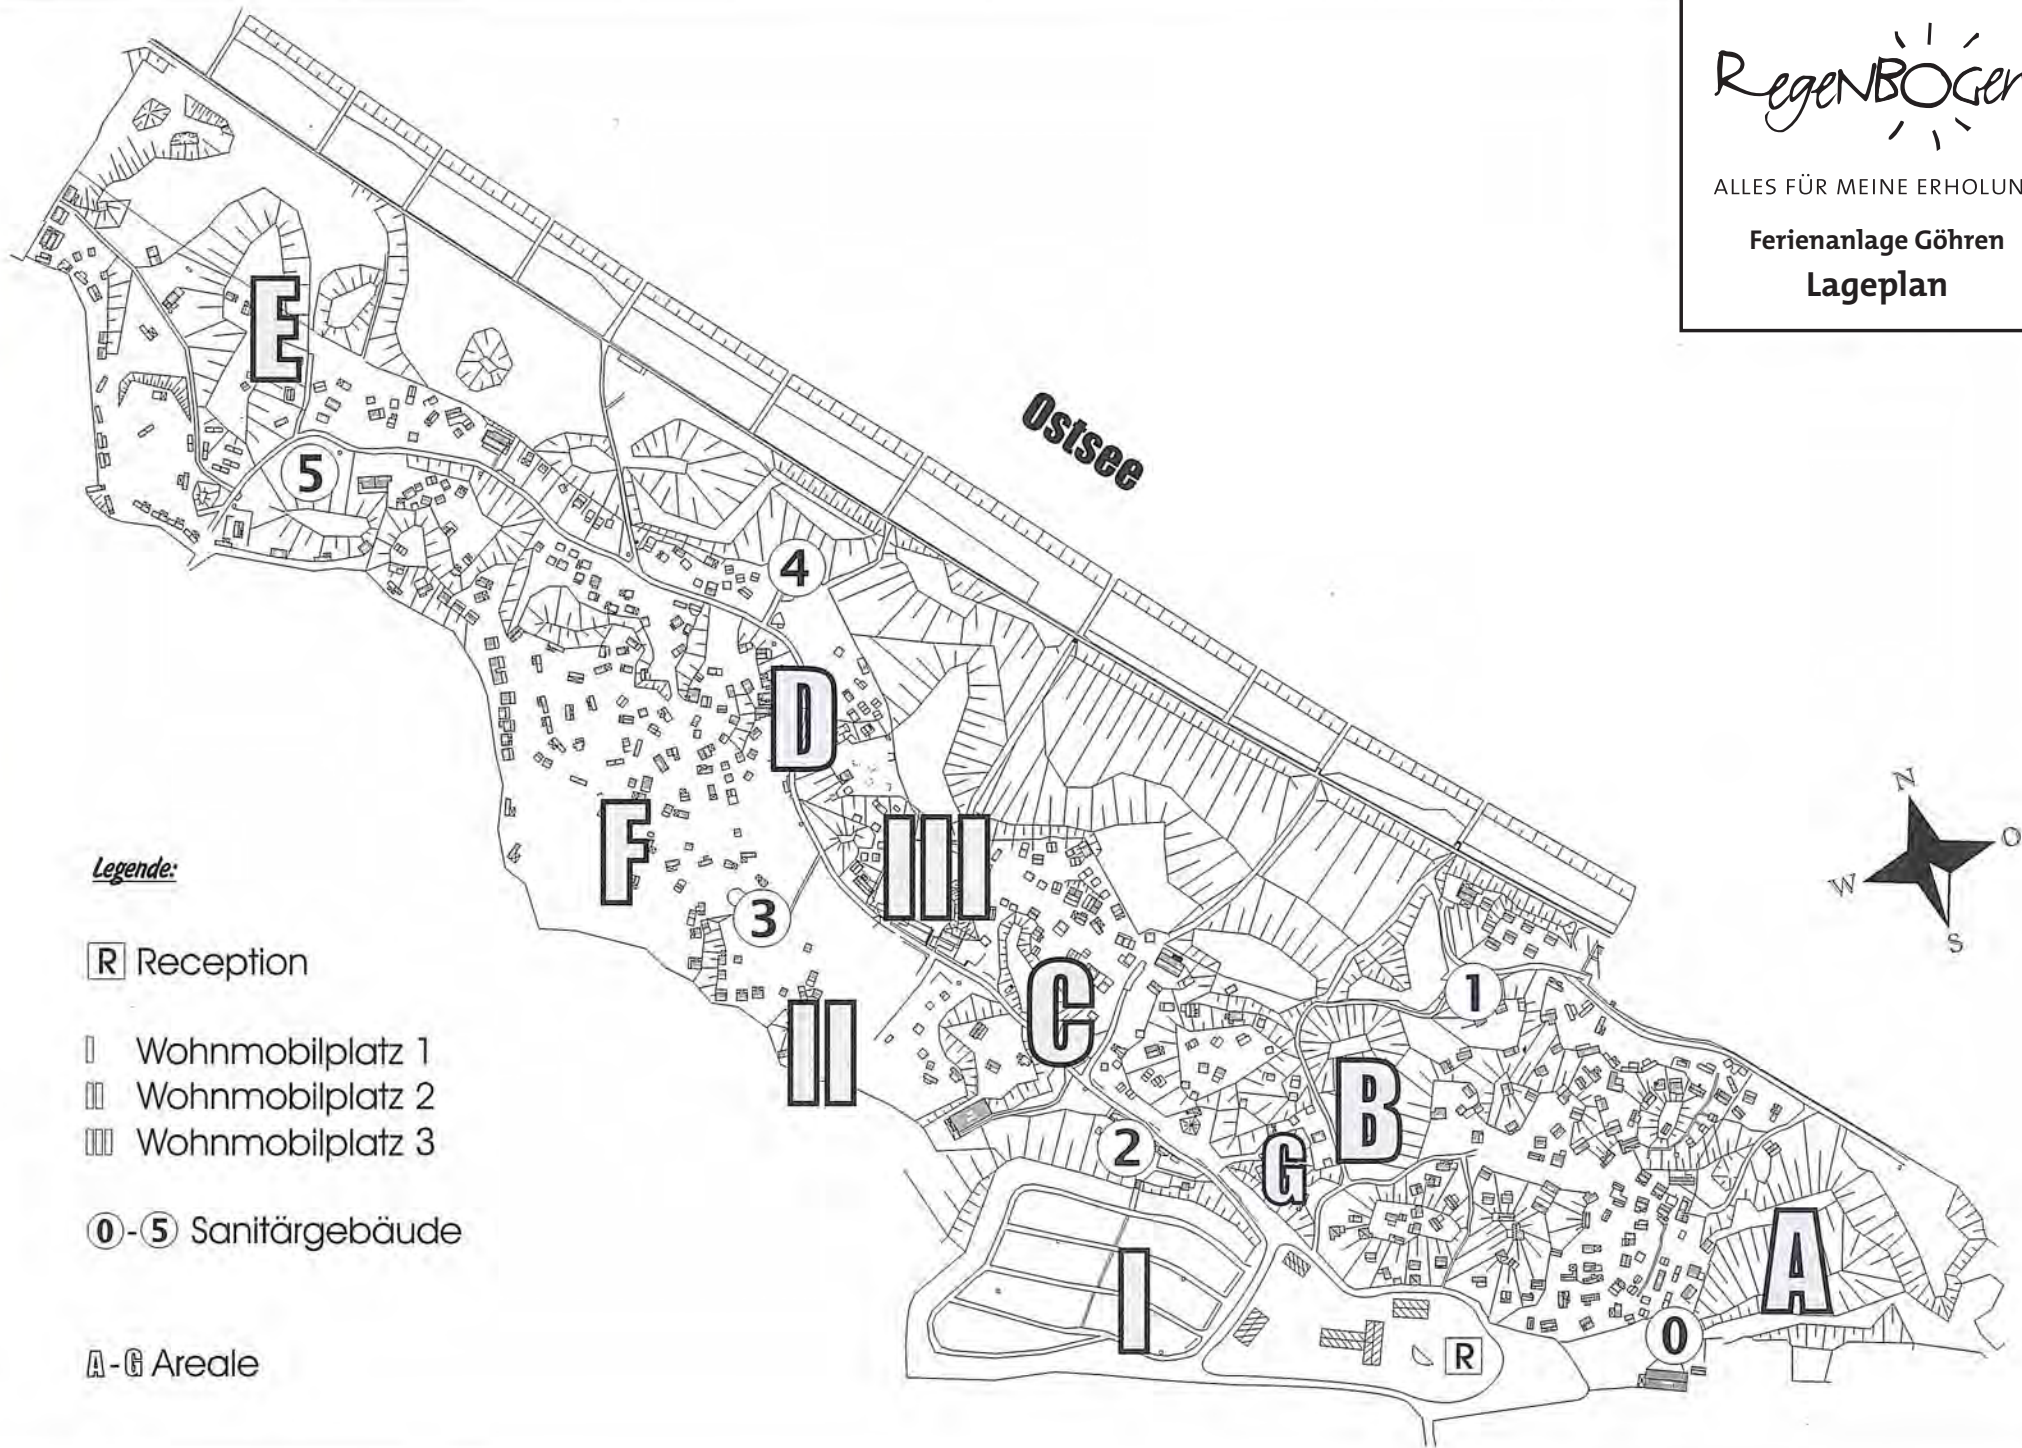 RegenBOGen
ALLES FÜR MEINE ERHOLUN
Ferienanlage Göhren
Lageplan
Ostsee
E
5
4
D
F
III
3
C
II
1
B
2
G
I
A
0
R
N
O
W
S
Legende:
R Reception
I Wohnmobilplatz 1
II Wohnmobilplatz 2
III Wohnmobilplatz 3
0-5 Sanitärgebäude
A-G Areale